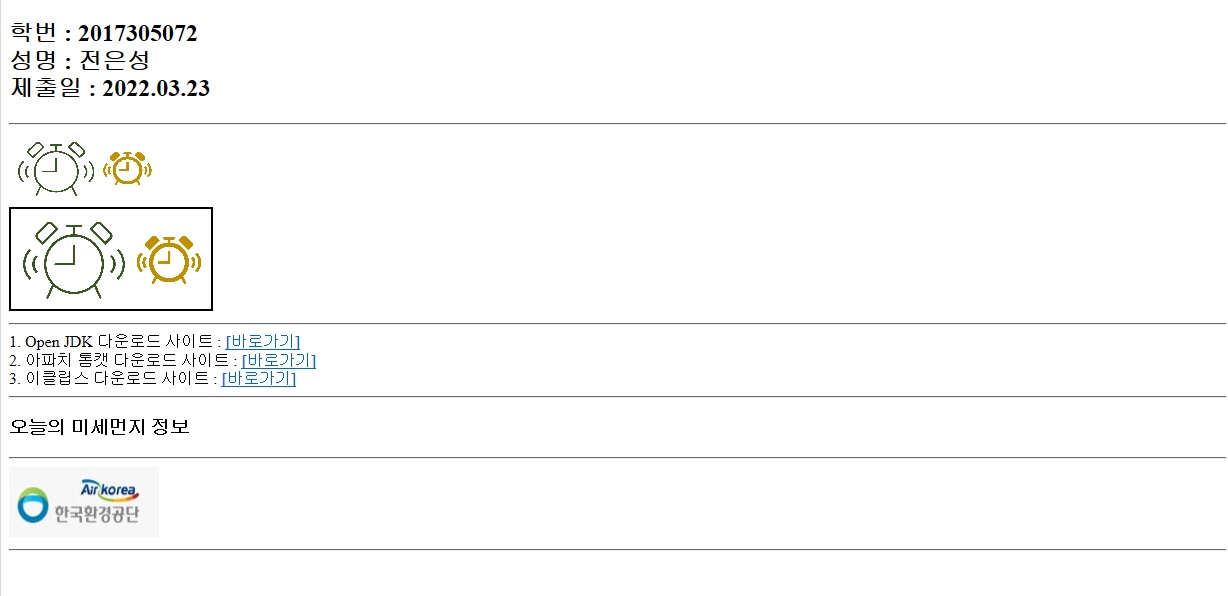 학번 : 2017305072
성명 : 전은성
제출일 : 2022.03.23
1. Open JDK 다운로드 사이트 : [바로가기]
2. 아파치 톰캣 다운로드 사이트 : [바로가기]
3. 이클립스 다운로드 사이트 : [바로가기]
오늘의 미세먼지 정보
Airkorea
한국환경공단